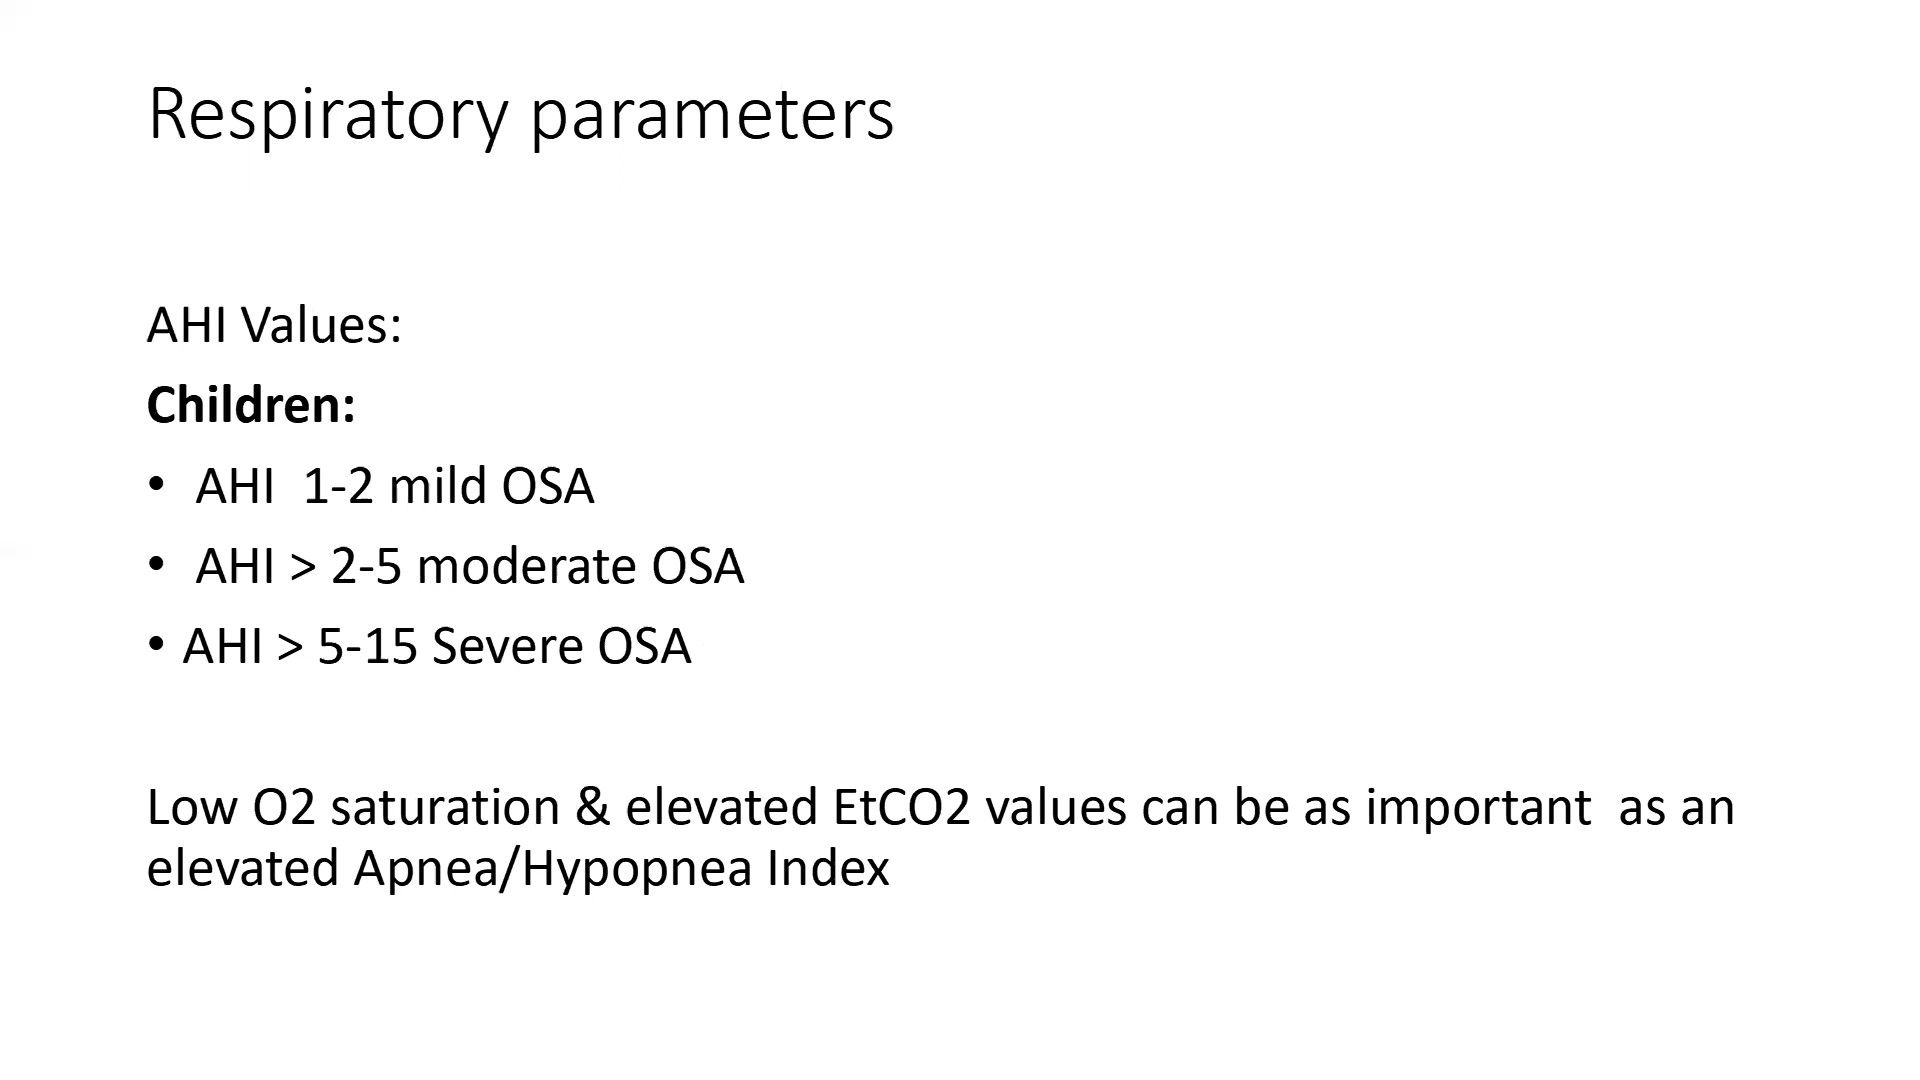 Respiratory parameters
AHI Values:
Children:
• AHI  1-2 mild OSA
• AHI > 2-5 moderate OSA
• AHI > 5-15 Severe OSA
Low O2 saturation & elevated EtCO2 values can be as important  as an
elevated Apnea/Hypopnea Index